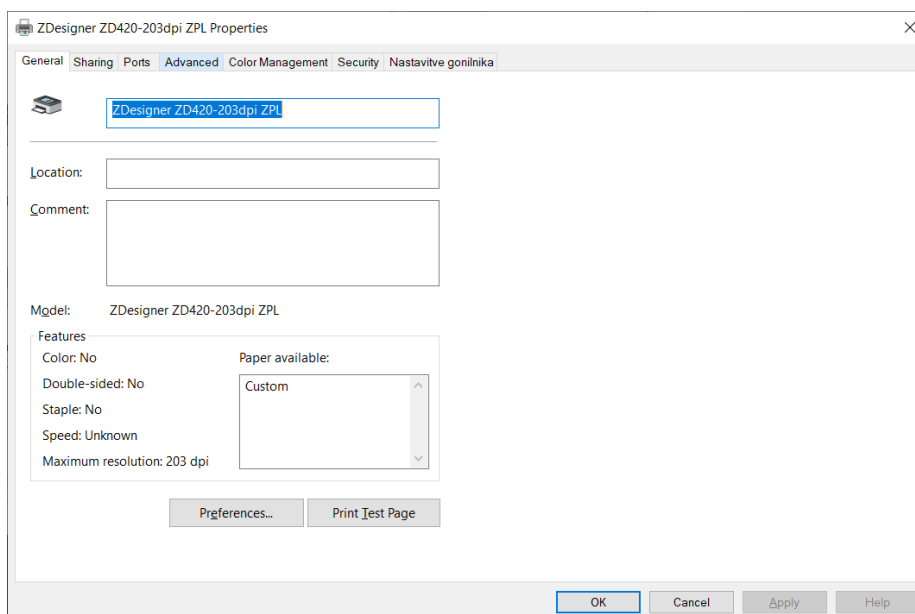 ZDesigner ZD420-203dpi ZPL Properties
General Sharing Ports Advanced Color Management Security Nastavitve gonilnika
ZDesigner ZD420-203dpi ZPL
Location:
Comment:
Model: ZDesigner ZD420-203dpi ZPL
Features
Color: No
Double-sided: No
Staple: No
Speed: Unknown
Maximum resolution: 203 dpi
Paper available:
Custom
Preferences... Print Test Page
OK Cancel Apply Help